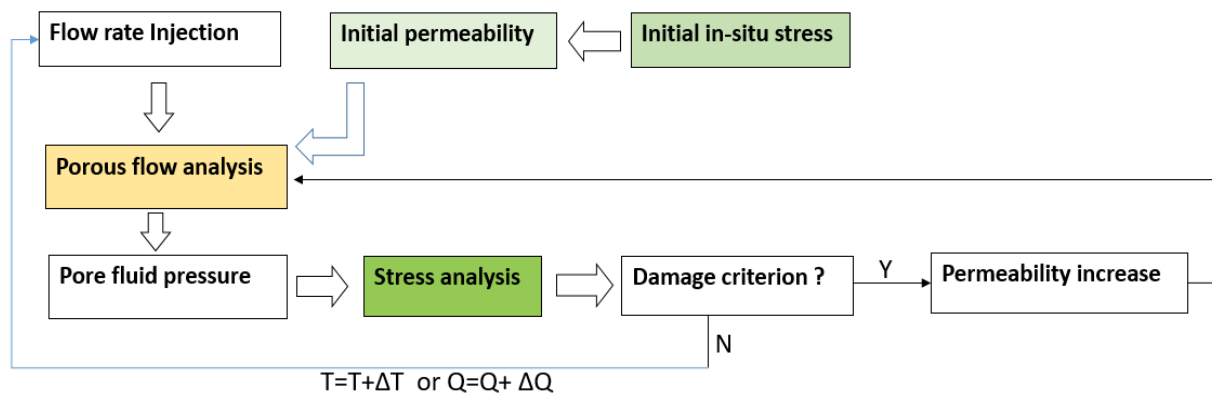 Flow rate Injection
Initial permeability
Initial in-situ stress
Porous flow analysis
Pore fluid pressure
Stress analysis
Damage criterion ?
Y
Permeability increase
N
T=T+ΔT or Q=Q+ ΔQ